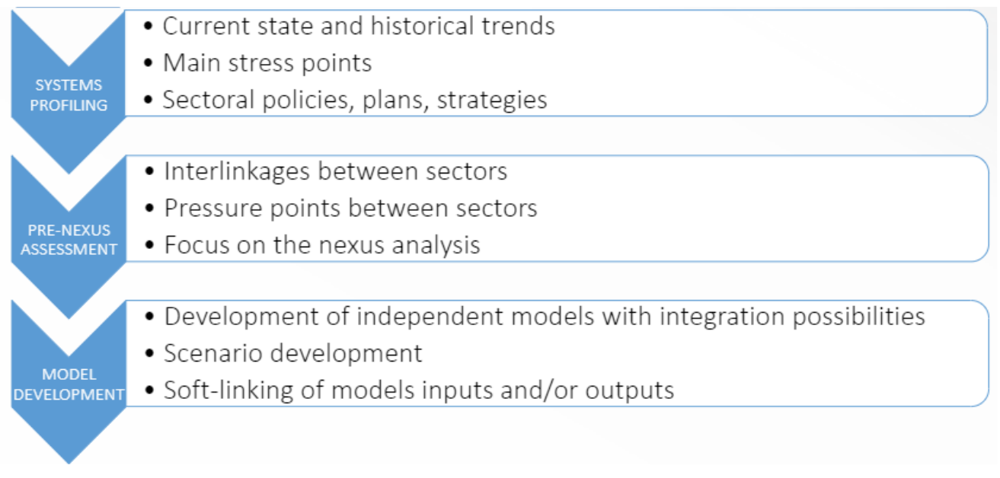 SYSTEMS
PROFILING
• Current state and historical trends
• Main stress points
• Sectoral policies, plans, strategies
PRE-NEXUS
ASSESSMENT
• Interlinkages between sectors
• Pressure points between sectors
• Focus on the nexus analysis
MODEL
DEVELOPMENT
• Development of independent models with integration possibilities
• Scenario development
• Soft-linking of models inputs and/or outputs